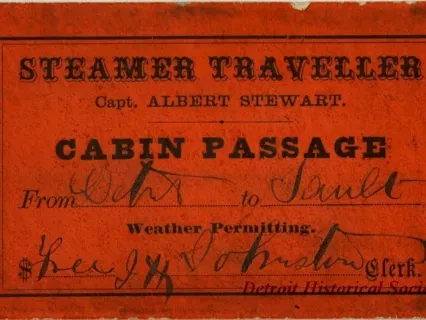 STEAMER TRAVELLER
Capt. ALBERT STEWART.
CABIN PASSAGE
From Detr to Sault
Weather Permitting.
$ Free Johnston Clerk.
Detroit Historical Soci